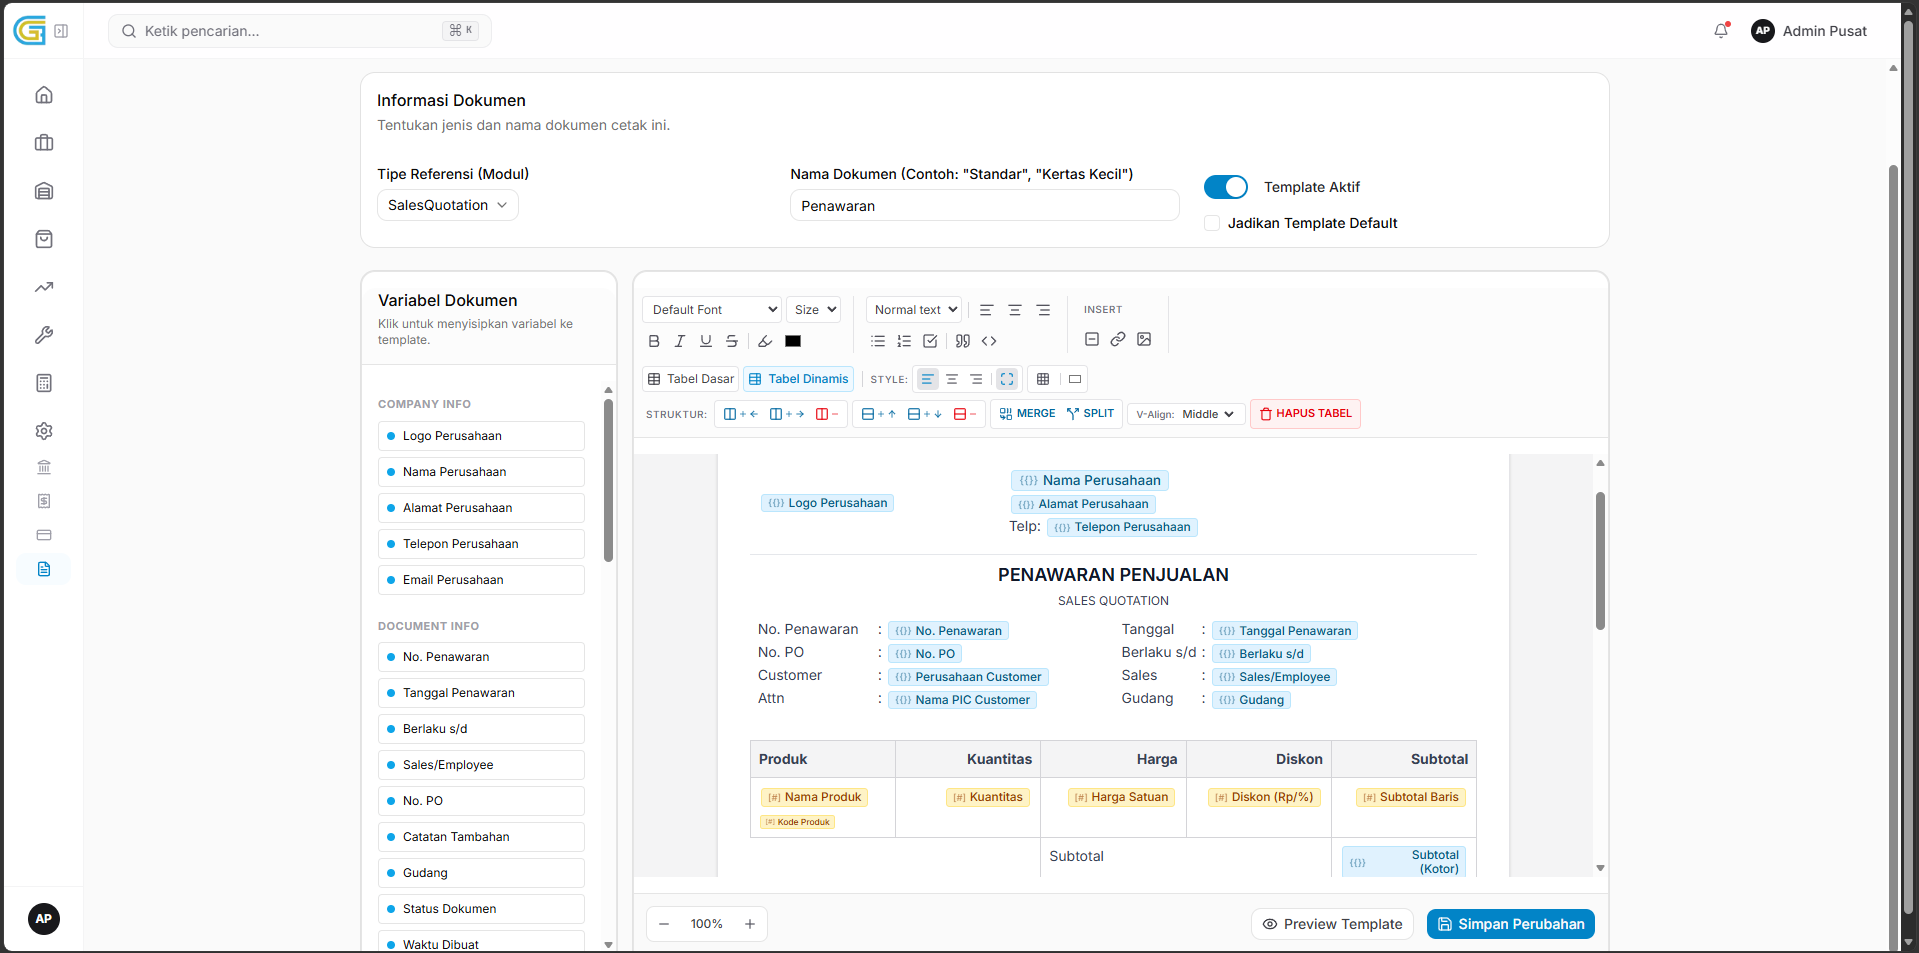 Ketik pencarian...
⌘ K
AP
Admin Pusat
Informasi Dokumen
Tentukan jenis dan nama dokumen cetak ini.
Tipe Referensi (Modul)
SalesQuotation
Nama Dokumen (Contoh: "Standar", "Kertas Kecil")
Penawaran
Template Aktif
Jadikan Template Default
Variabel Dokumen
Klik untuk menyisipkan variabel ke
template.
COMPANY INFO
Logo Perusahaan
Nama Perusahaan
Alamat Perusahaan
Telepon Perusahaan
Email Perusahaan
DOCUMENT INFO
No. Penawaran
Tanggal Penawaran
Berlaku s/d
Sales/Employee
No. PO
Catatan Tambahan
Gudang
Status Dokumen
Waktu Dibuat
AP
Default Font
Size
Normal text
INSERT
B I U S
Tabel Dasar
Tabel Dinamis
STYLE:
STRUKTUR:
MERGE
SPLIT
V-Align: Middle
HAPUS TABEL
{{}} Logo Perusahaan
{{}} Nama Perusahaan
{{}} Alamat Perusahaan
Telp: {{}} Telepon Perusahaan
PENAWARAN PENJUALAN
SALES QUOTATION
No. Penawaran : {{}} No. Penawaran Tanggal : {{}} Tanggal Penawaran
No. PO : {{}} No. PO Berlaku s/d : {{}} Berlaku s/d
Customer : {{}} Perusahaan Customer Sales : {{}} Sales/Employee
Attn : {{}} Nama PIC Customer Gudang : {{}} Gudang
Produk Kuantitas Harga Diskon Subtotal
[#] Nama Produk [#] Kuantitas [#] Harga Satuan [#] Diskon (Rp/%) [#] Subtotal Baris
[#] Kode Produk
Subtotal {{}} Subtotal
(Kotor)
− 100% +
Preview Template
Simpan Perubahan